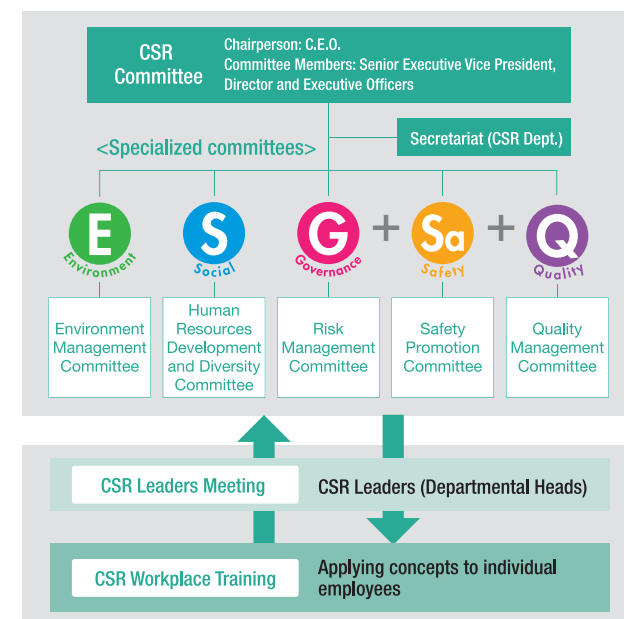 CSR
Committee
Chairperson: C.E.O.
Committee Members: Senior Executive Vice President,
Director and Executive Officers
Secretariat (CSR Dept.)
<Specialized committees>
E
Environment
S
Social
G
Governance
+
Sa
Safety
+
Q
Quality
Environment
Management
Committee
Human
Resources
Development
and Diversity
Committee
Risk
Management
Committee
Safety
Promotion
Committee
Quality
Management
Committee
CSR Leaders Meeting
CSR Leaders (Departmental Heads)
CSR Workplace Training
Applying concepts to individual
employees